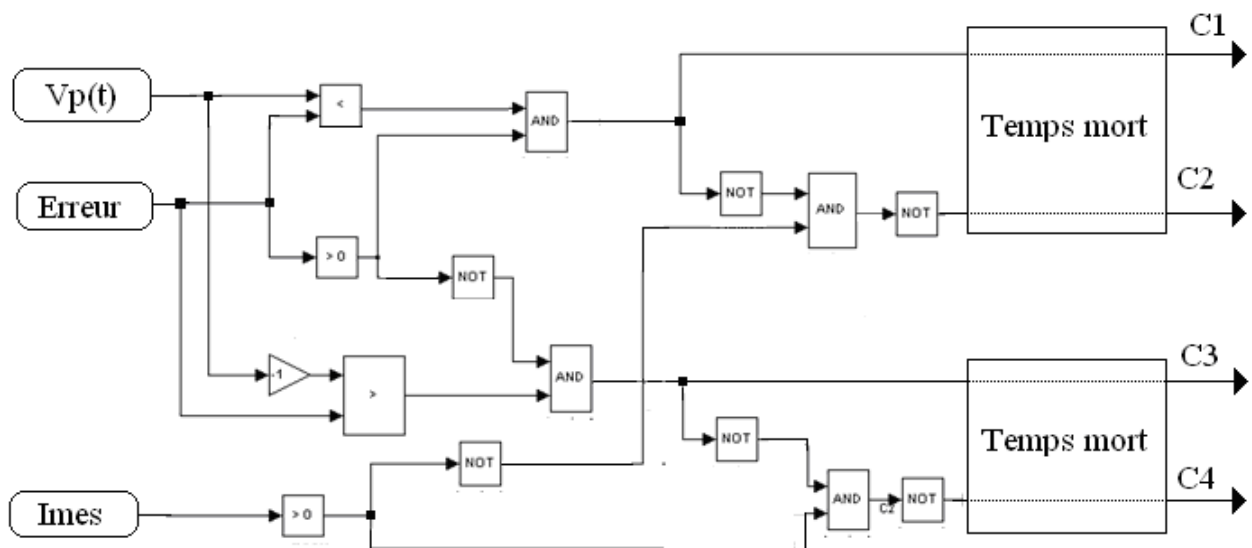 C1
Vp(t)
<
AND
Temps mort
NOT
AND
C2
NOT
Erreur
> 0
NOT
C3
AND
-1
>
NOT
Temps mort
NOT
C4
AND
C2
NOT
Imes
> 0